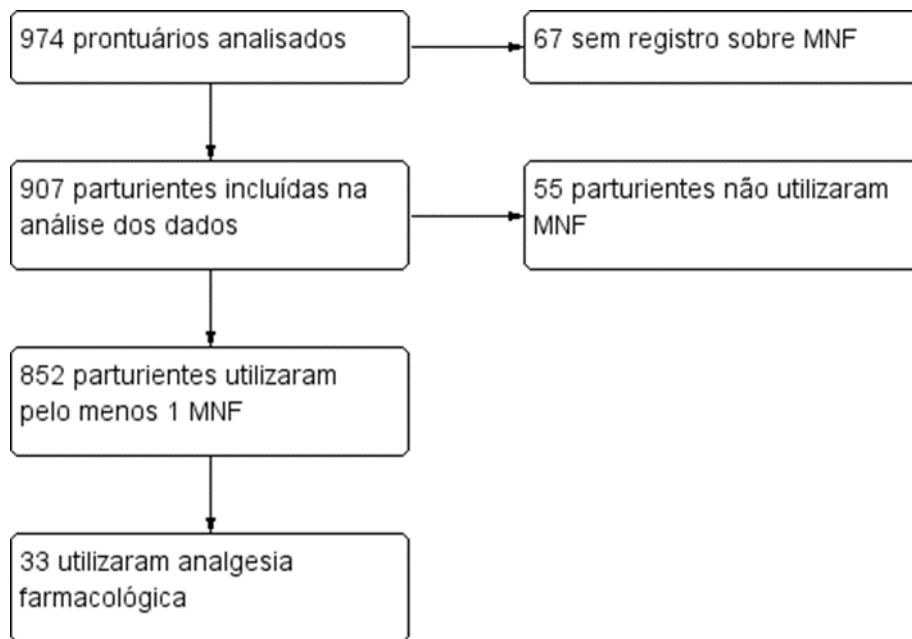 974 prontuários analisados
67 sem registro sobre MNF
907 parturientes incluídas na
análise dos dados
55 parturientes não utilizaram
MNF
852 parturientes utilizaram
pelo menos 1 MNF
33 utilizaram analgesia
farmacológica